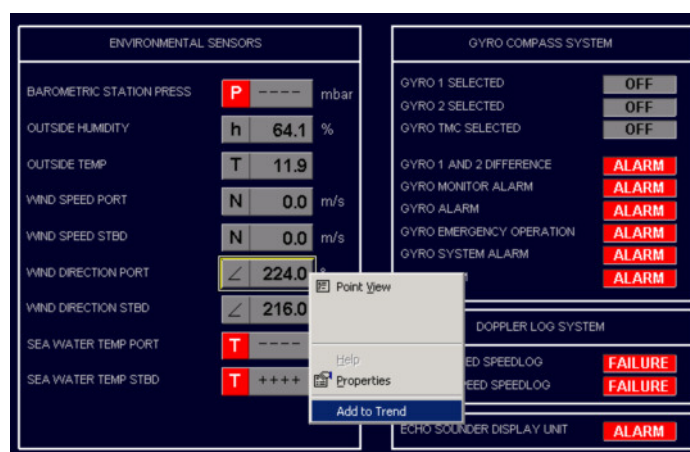 ENVIRONMENTAL SENSORS
BAROMETRIC STATION PRESS P ---- mbar
OUTSIDE HUMIDITY h 64.1 %
OUTSIDE TEMP T 11.9
WIND SPEED PORT N 0.0 m/s
WIND SPEED STBD N 0.0 m/s
WIND DIRECTION PORT ∠ 224.0 °
WIND DIRECTION STBD ∠ 216.0
SEA WATER TEMP PORT T ----
SEA WATER TEMP STBD T ++++
Point View
Help
Properties
Add to Trend
GYRO COMPASS SYSTEM
GYRO 1 SELECTED OFF
GYRO 2 SELECTED OFF
GYRO TMC SELECTED OFF
GYRO 1 AND 2 DIFFERENCE ALARM
GYRO MONITOR ALARM ALARM
GYRO ALARM ALARM
GYRO EMERGENCY OPERATION ALARM
GYRO SYSTEM ALARM ALARM
ALARM
DOPPLER LOG SYSTEM
SPEEDLOG FAILURE
SPEEDLOG FAILURE
ECHO SOUNDER DISPLAY UNIT ALARM